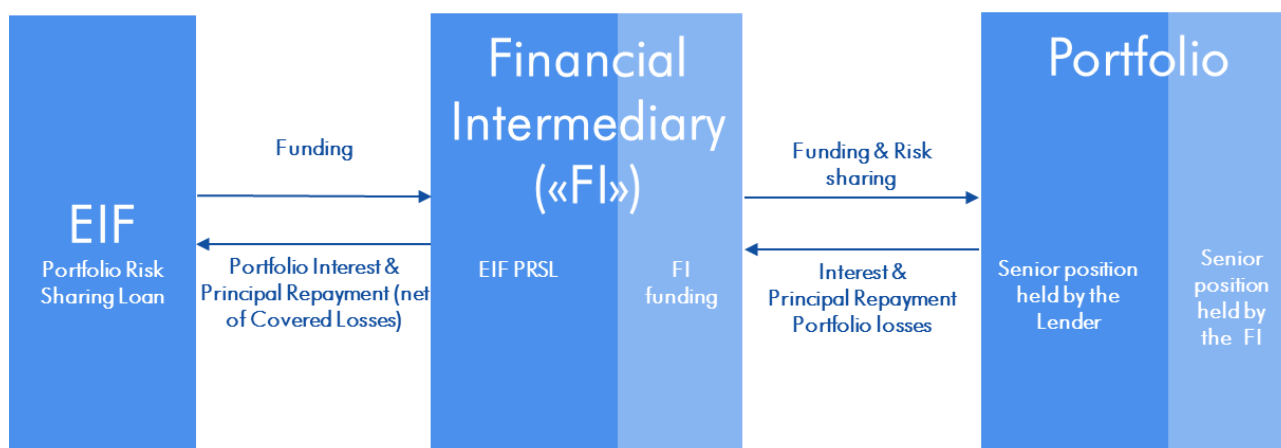 EIF
Portfolio Risk
Sharing Loan
Funding
Portfolio Interest &
Principal Repayment (net
of Covered Losses)
Financial
Intermediary
(«FI»)
EIF PRSL
FI
funding
Funding & Risk
sharing
Interest &
Principal Repayment
Portfolio losses
Portfolio
Senior position
held by the
Lender
Senior
position
held by
the FI